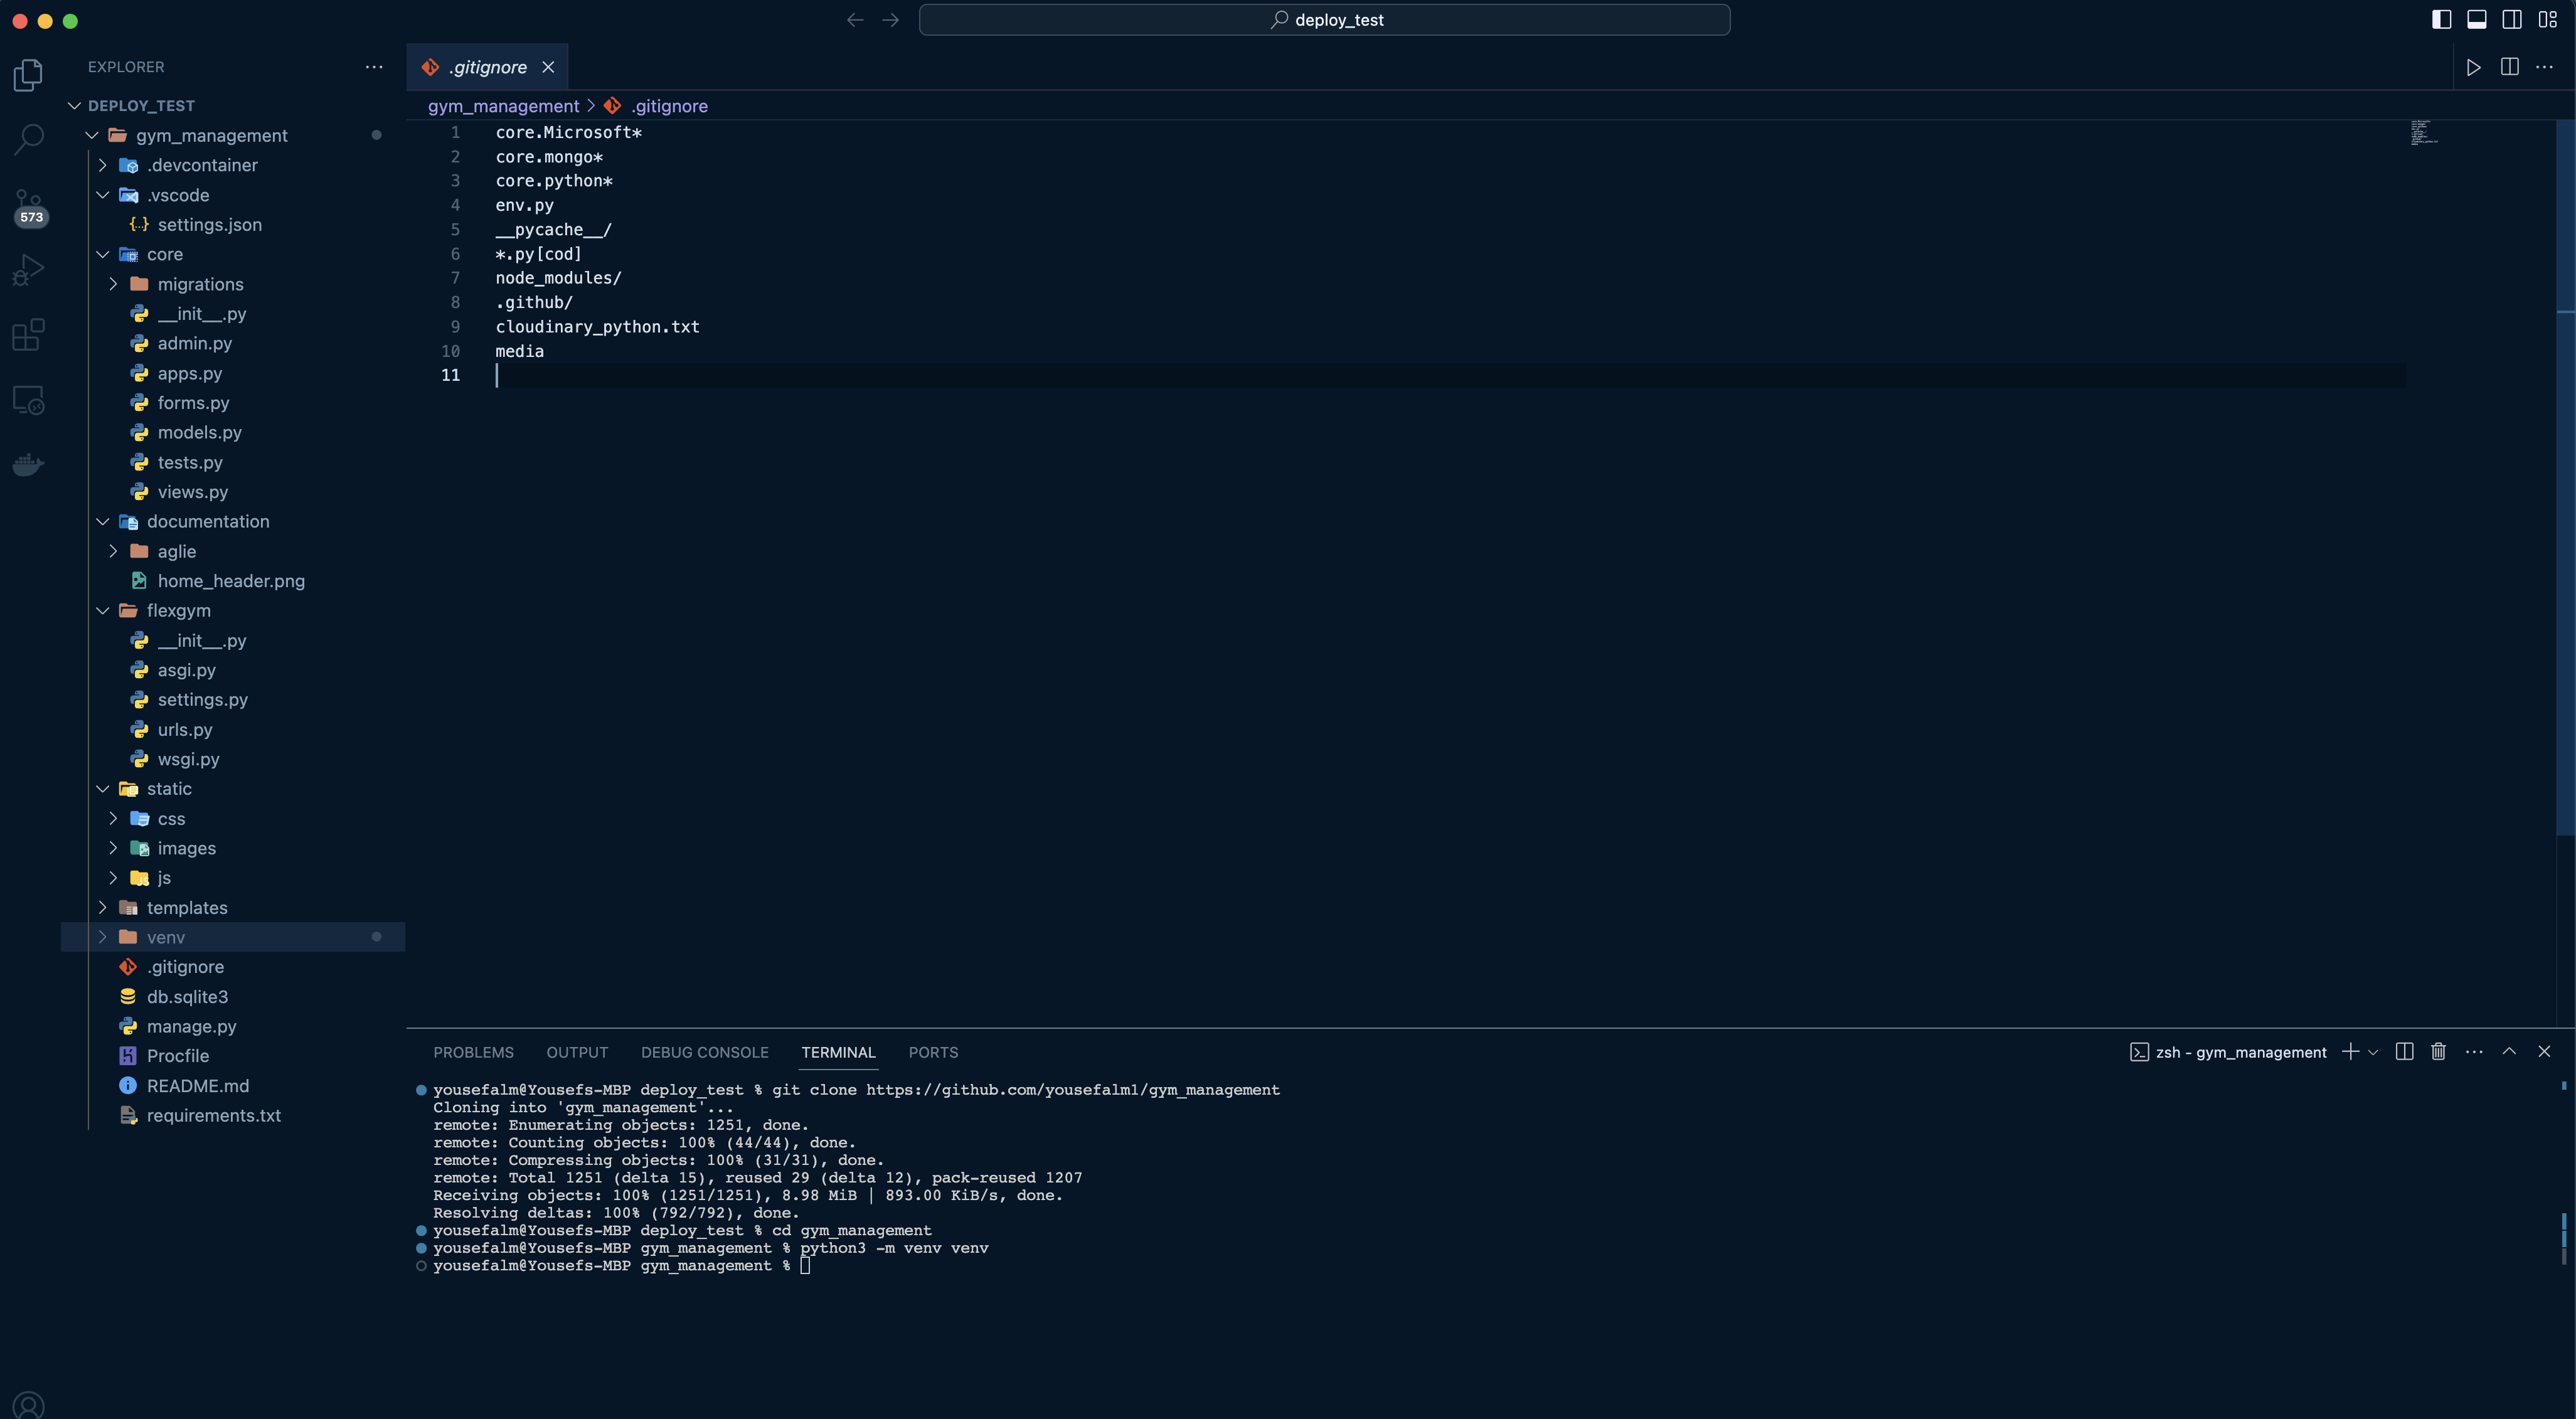 deploy_test
EXPLORER
DEPLOY_TEST
gym_management
.devcontainer
.vscode
settings.json
core
migrations
__init__.py
admin.py
apps.py
forms.py
models.py
tests.py
views.py
documentation
aglie
home_header.png
flexgym
__init__.py
asgi.py
settings.py
urls.py
wsgi.py
static
css
images
js
templates
venv
.gitignore
db.sqlite3
manage.py
Procfile
README.md
requirements.txt
573
.gitignore
gym_management > .gitignore
1 core.Microsoft*
2 core.mongo*
3 core.python*
4 env.py
5 __pycache__/
6 *.py[cod]
7 node_modules/
8 .github/
9 cloudinary_python.txt
10 media
11
PROBLEMS OUTPUT DEBUG CONSOLE TERMINAL PORTS
zsh - gym_management
yousefalm@Yousefs-MBP deploy_test % git clone https://github.com/yousefalm1/gym_management
Cloning into 'gym_management'...
remote: Enumerating objects: 1251, done.
remote: Counting objects: 100% (44/44), done.
remote: Compressing objects: 100% (31/31), done.
remote: Total 1251 (delta 15), reused 29 (delta 12), pack-reused 1207
Receiving objects: 100% (1251/1251), 8.98 MiB | 893.00 KiB/s, done.
Resolving deltas: 100% (792/792), done.
yousefalm@Yousefs-MBP deploy_test % cd gym_management
yousefalm@Yousefs-MBP gym_management % python3 -m venv venv
yousefalm@Yousefs-MBP gym_management %